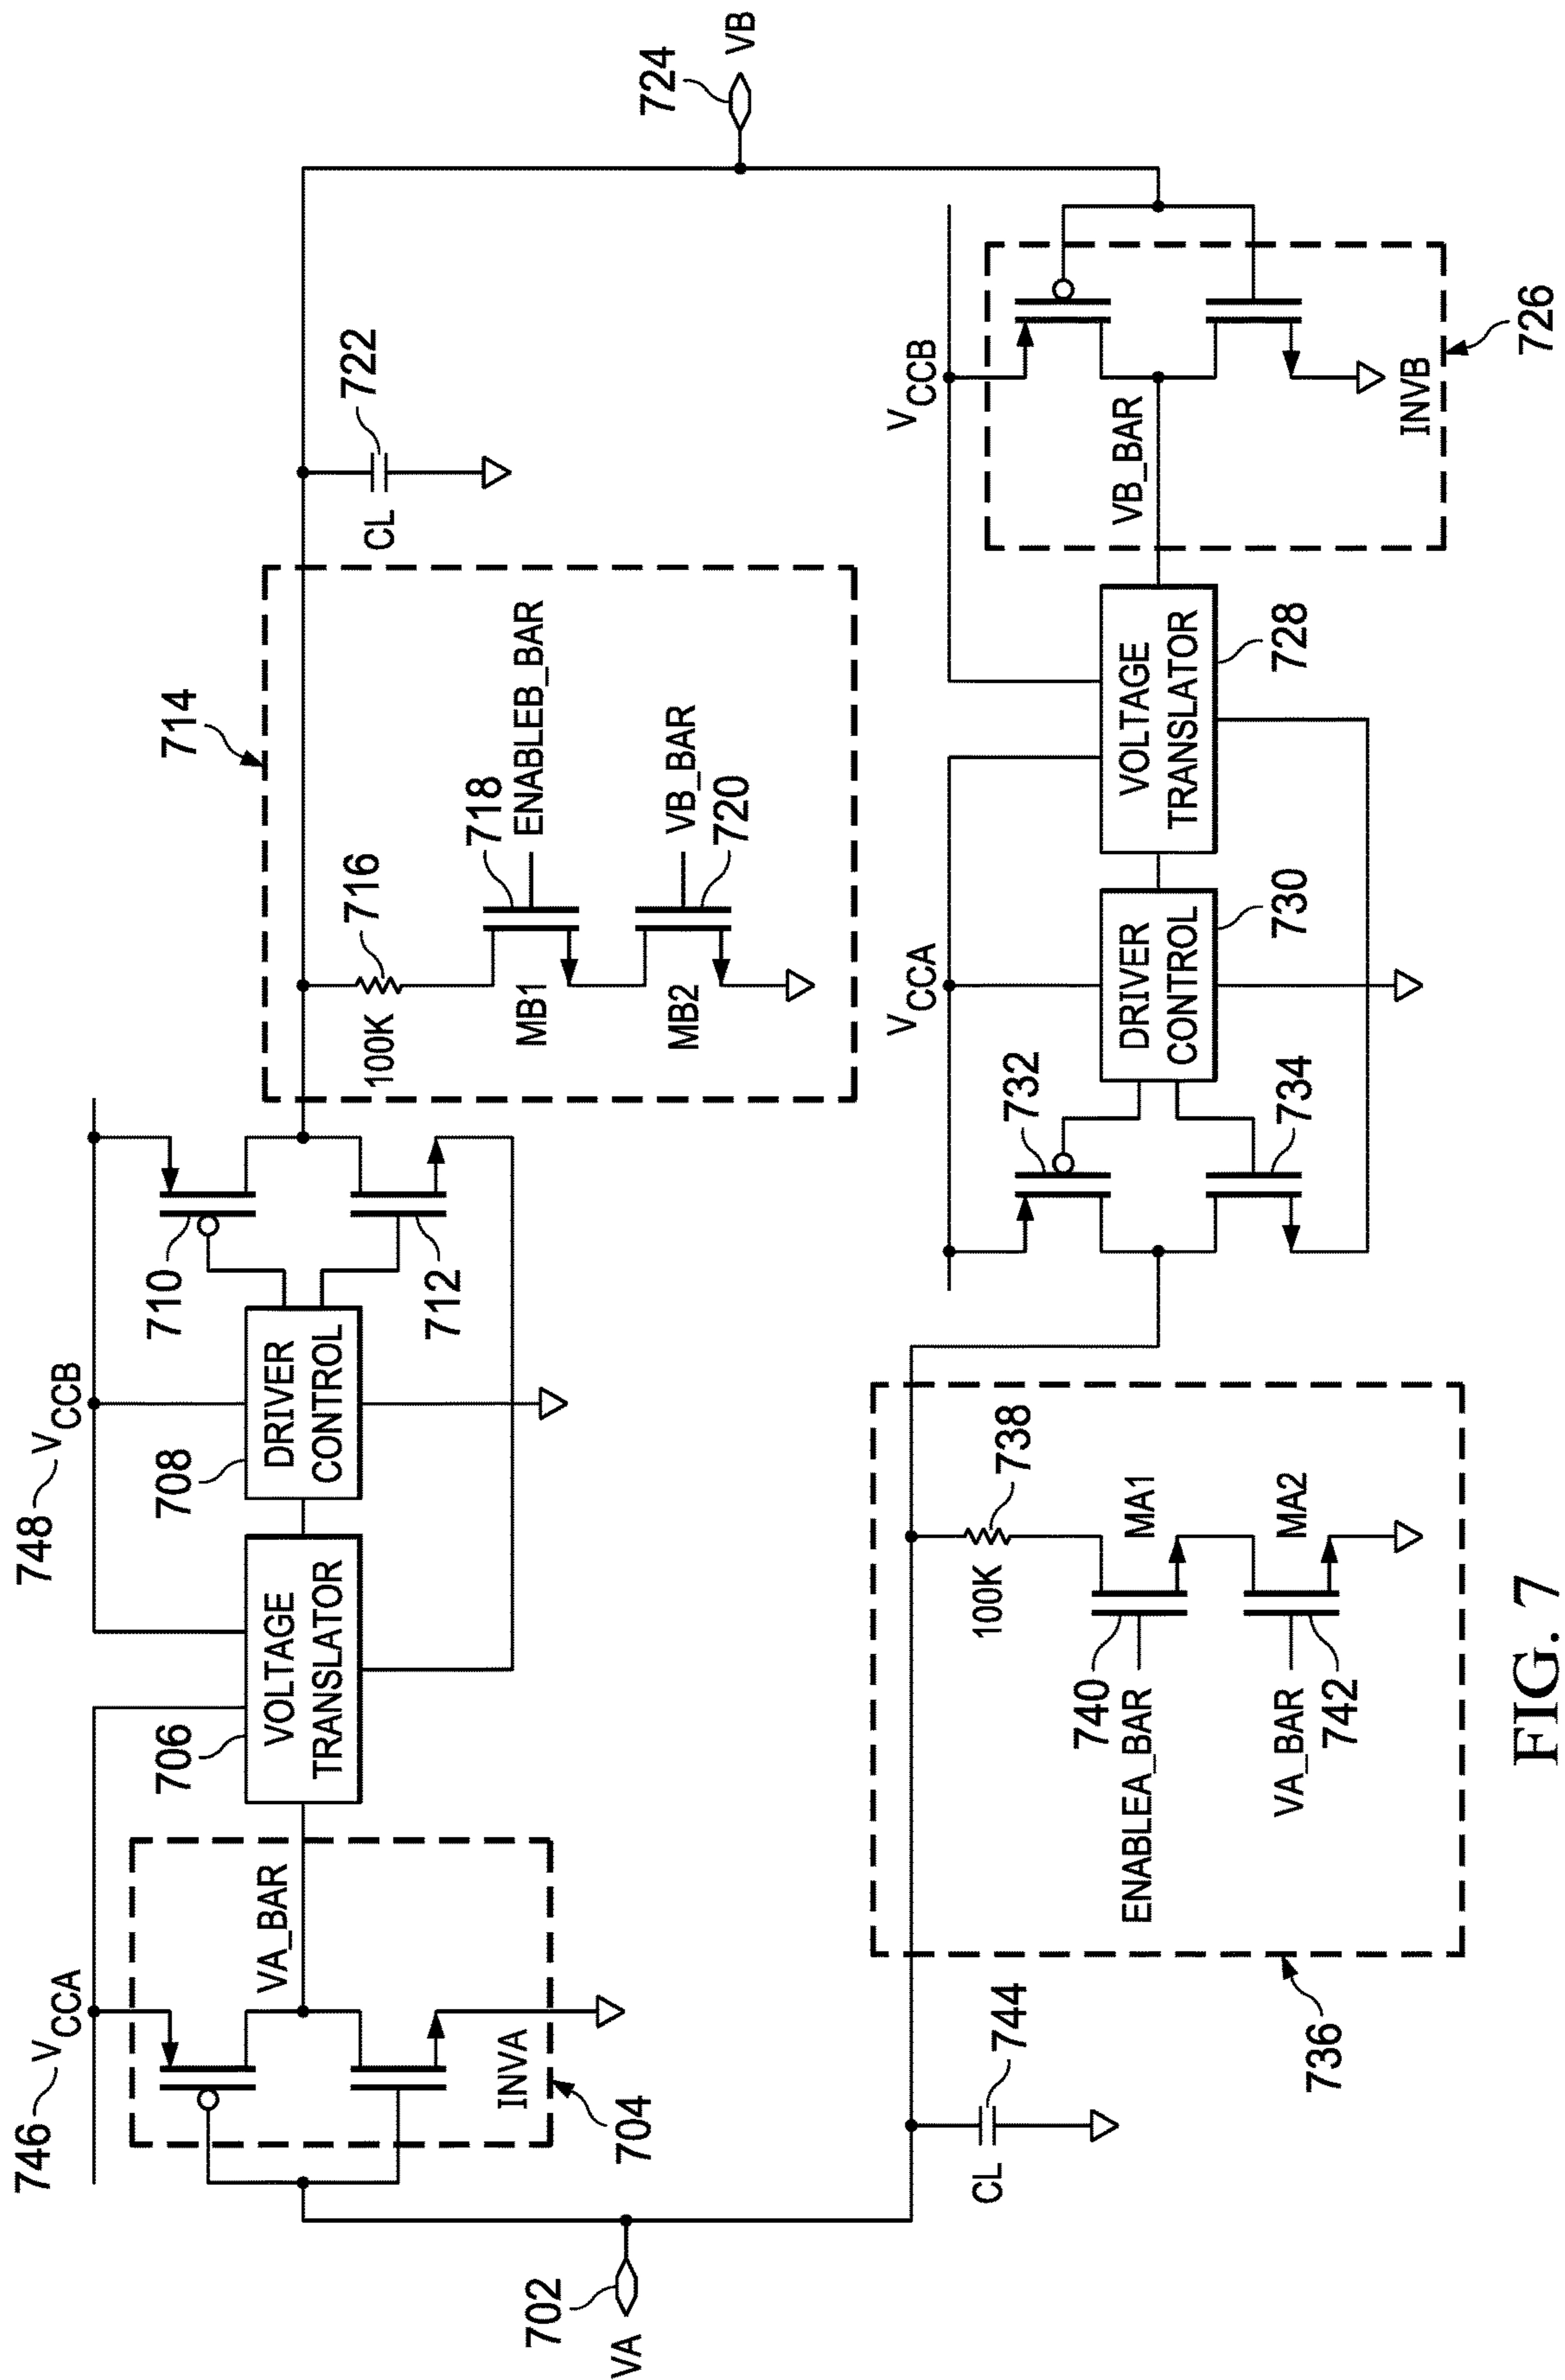 746 VCCA
748 VCCB
704
INVA
VA_BAR
706
VOLTAGE
TRANSLATOR
708
DRIVER
CONTROL
710
712
714
716
100K
718
ENABLEB_BAR
MB1
VB_BAR
720
MB2
722
CL
724
VB
702
VA
744
CL
736
738
100K
740
ENABLEA_BAR
MA1
VA_BAR
742
MA2
VCCA
732
734
DRIVER
CONTROL
730
VOLTAGE
TRANSLATOR
728
VCCB
VB_BAR
INVB
726
FIG. 7